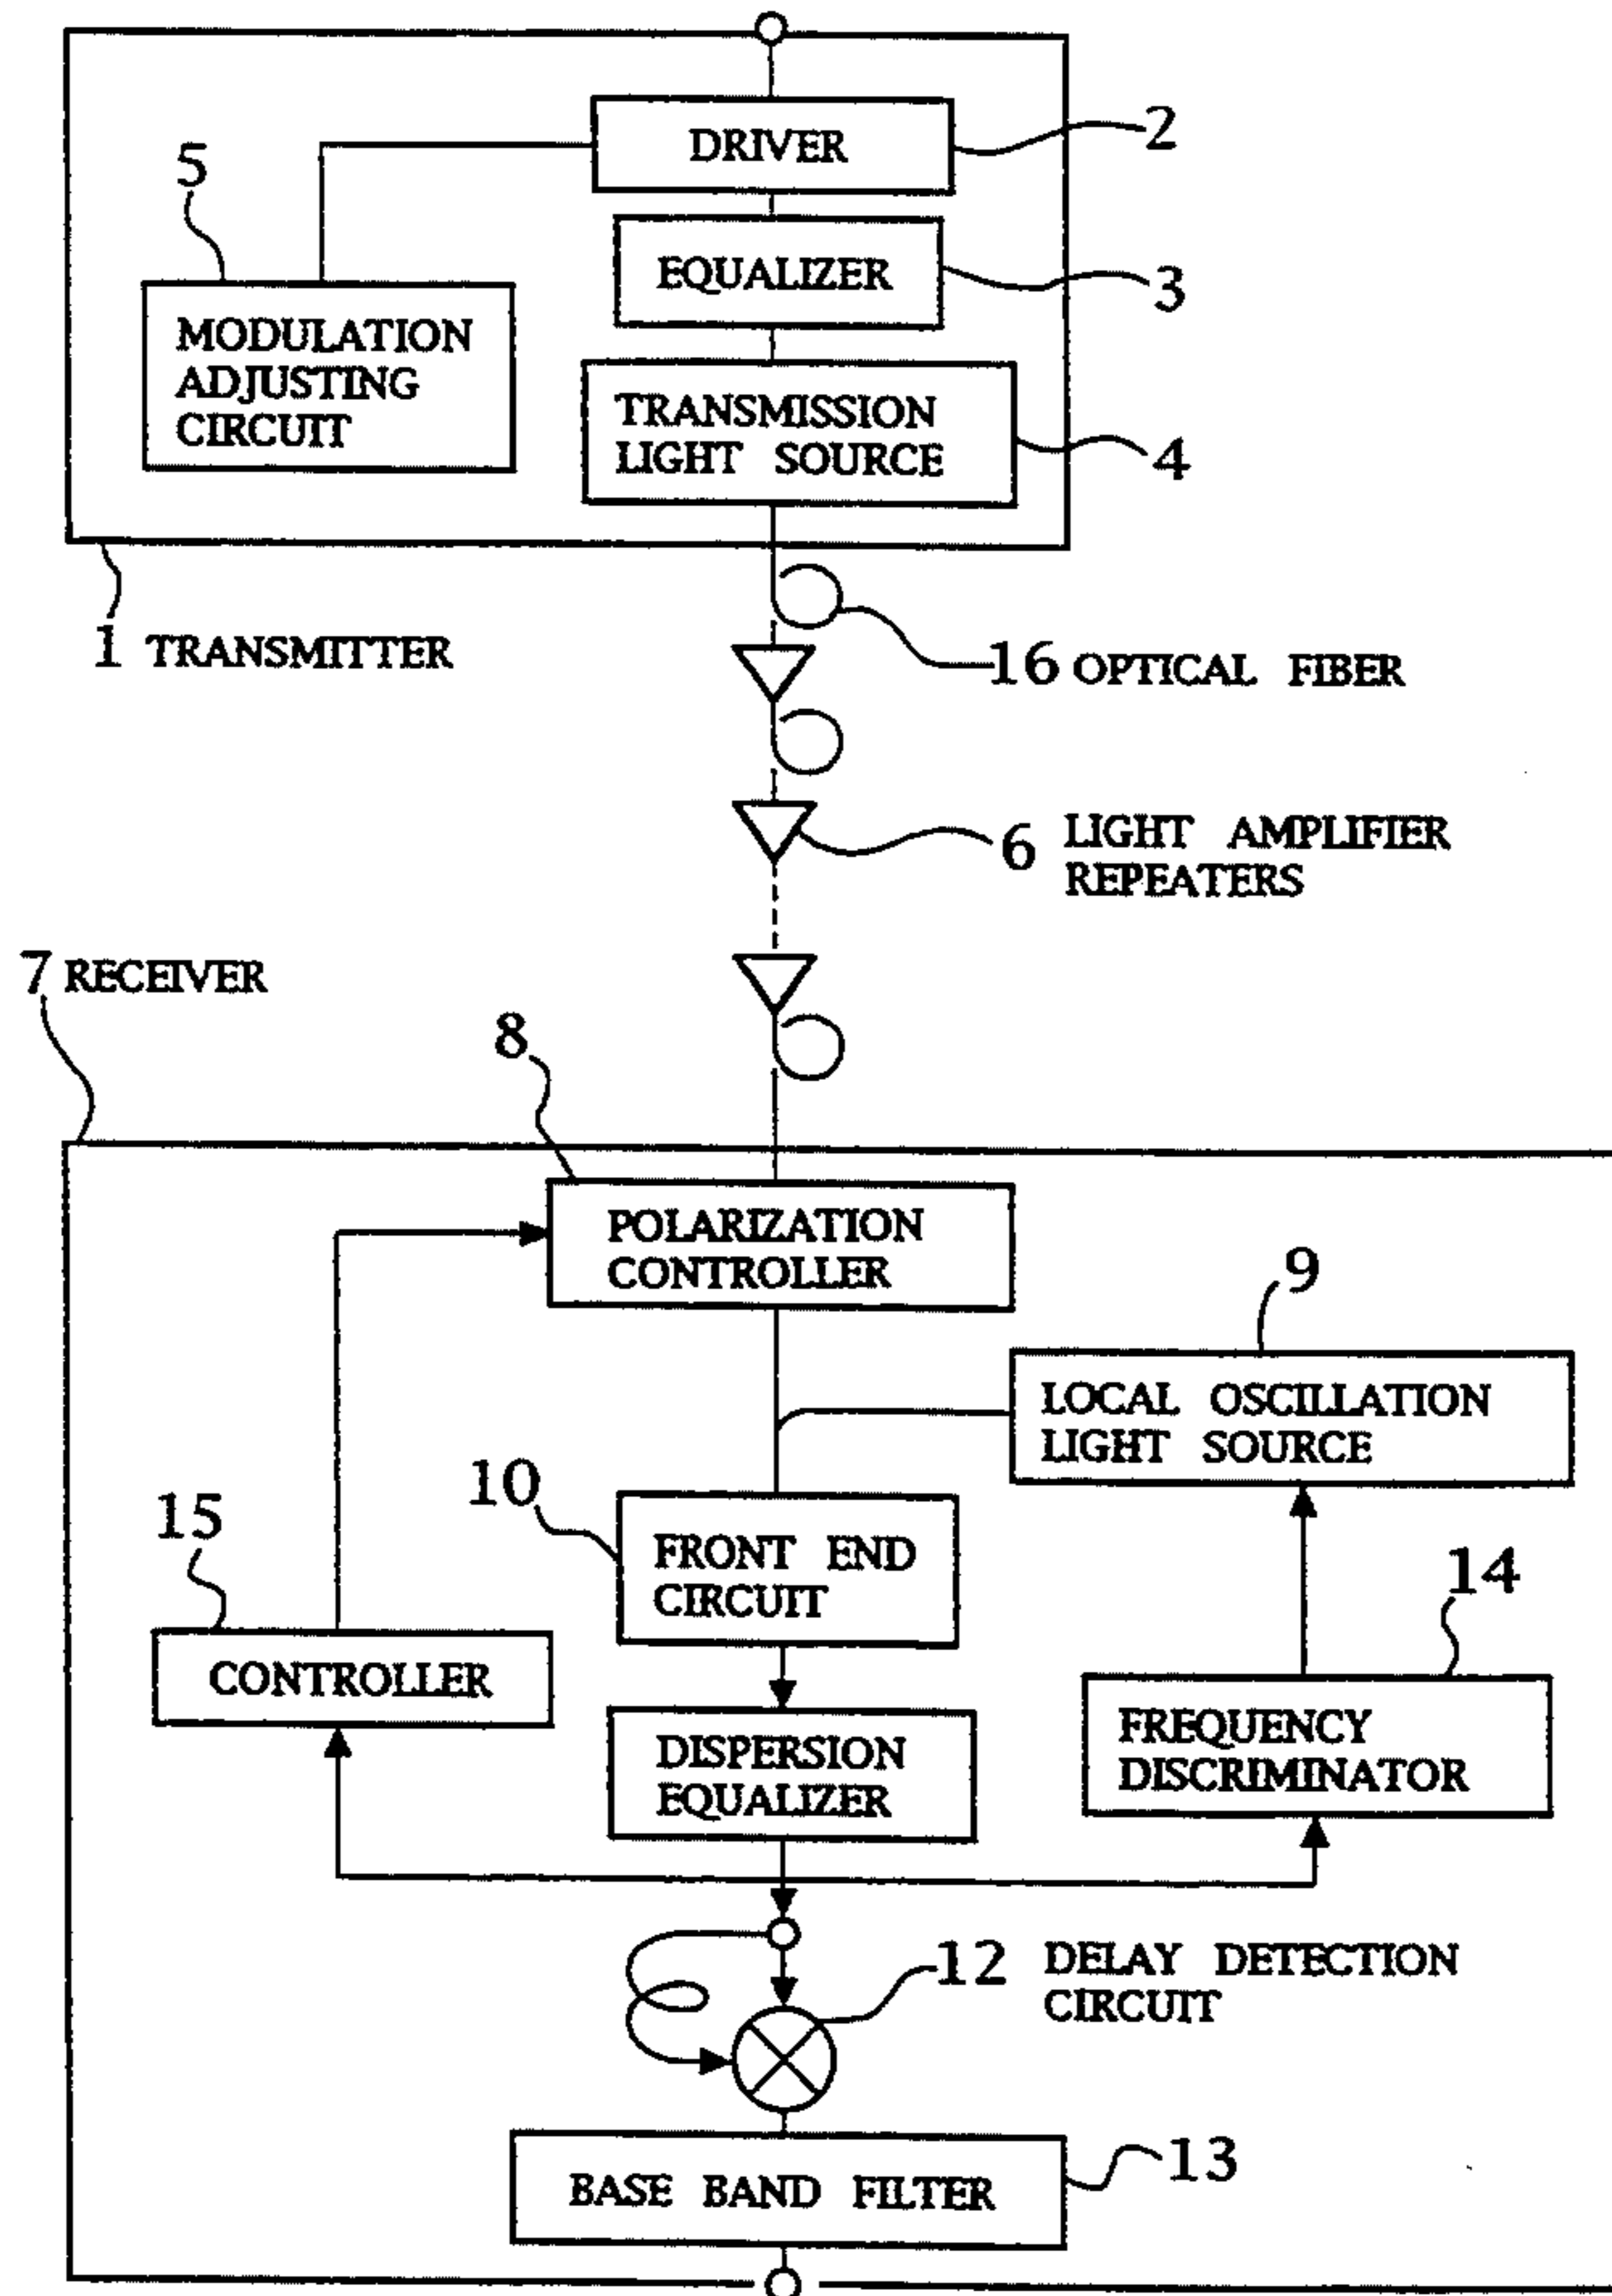 DRIVER
2
5
EQUALIZER
3
MODULATION
ADJUSTING
CIRCUIT
TRANSMISSION
LIGHT SOURCE
4
1 TRANSMITTER
16 OPTICAL FIBER
6 LIGHT AMPLIFIER
REPEATERS
7 RECEIVER
8
POLARIZATION
CONTROLLER
9
LOCAL OSCILLATION
LIGHT SOURCE
10
15
FRONT END
CIRCUIT
14
CONTROLLER
FREQUENCY
DISCRIMINATOR
DISPERSION
EQUALIZER
12 DELAY DETECTION
CIRCUIT
13
BASE BAND FILTER